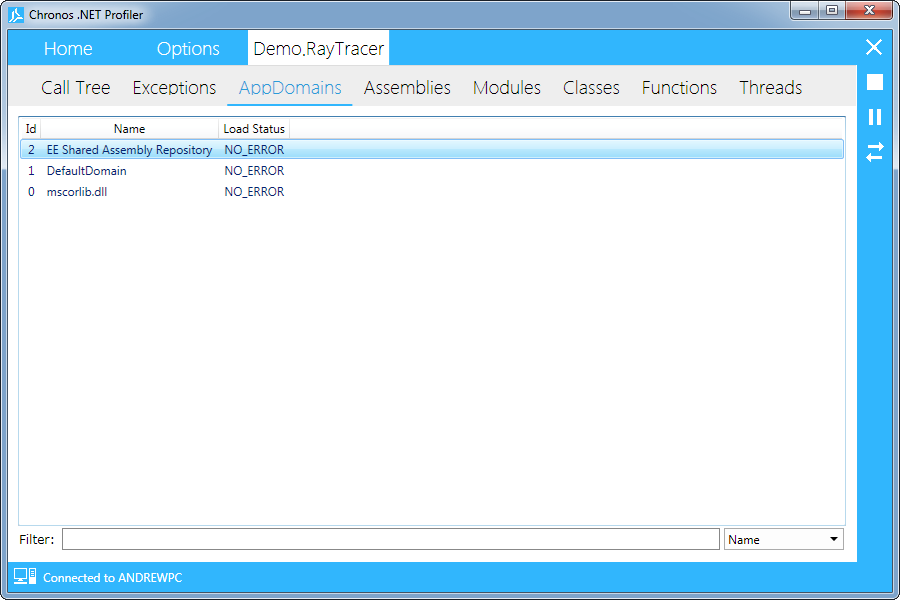 Chronos .NET Profiler
Home Options Demo.RayTracer
Call Tree Exceptions AppDomains Assemblies Modules Classes Functions Threads
Id Name Load Status
2 EE Shared Assembly Repository NO_ERROR
1 DefaultDomain NO_ERROR
0 mscorlib.dll NO_ERROR
Filter: Name
Connected to ANDREWPC